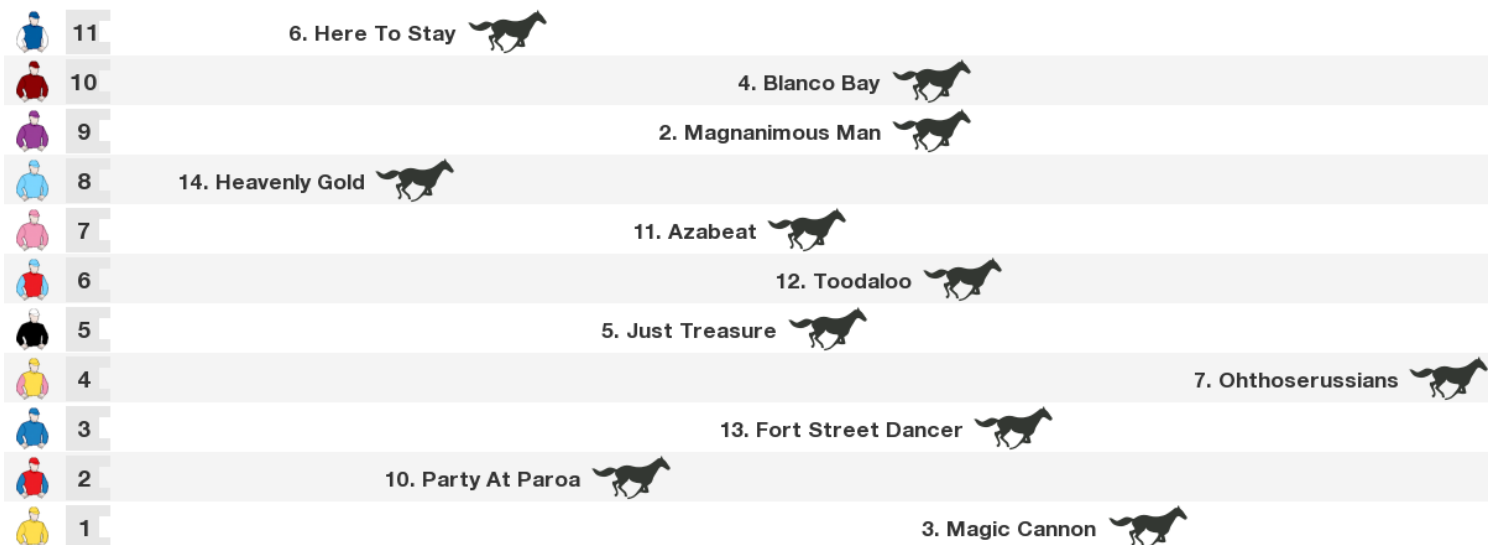 11 6. Here To Stay
10 4. Blanco Bay
9 2. Magnanimous Man
8 14. Heavenly Gold
7 11. Azabeat
6 12. Toodaloo
5 5. Just Treasure
4 7. Ohthoserussians
3 13. Fort Street Dancer
2 10. Party At Paroa
1 3. Magic Cannon